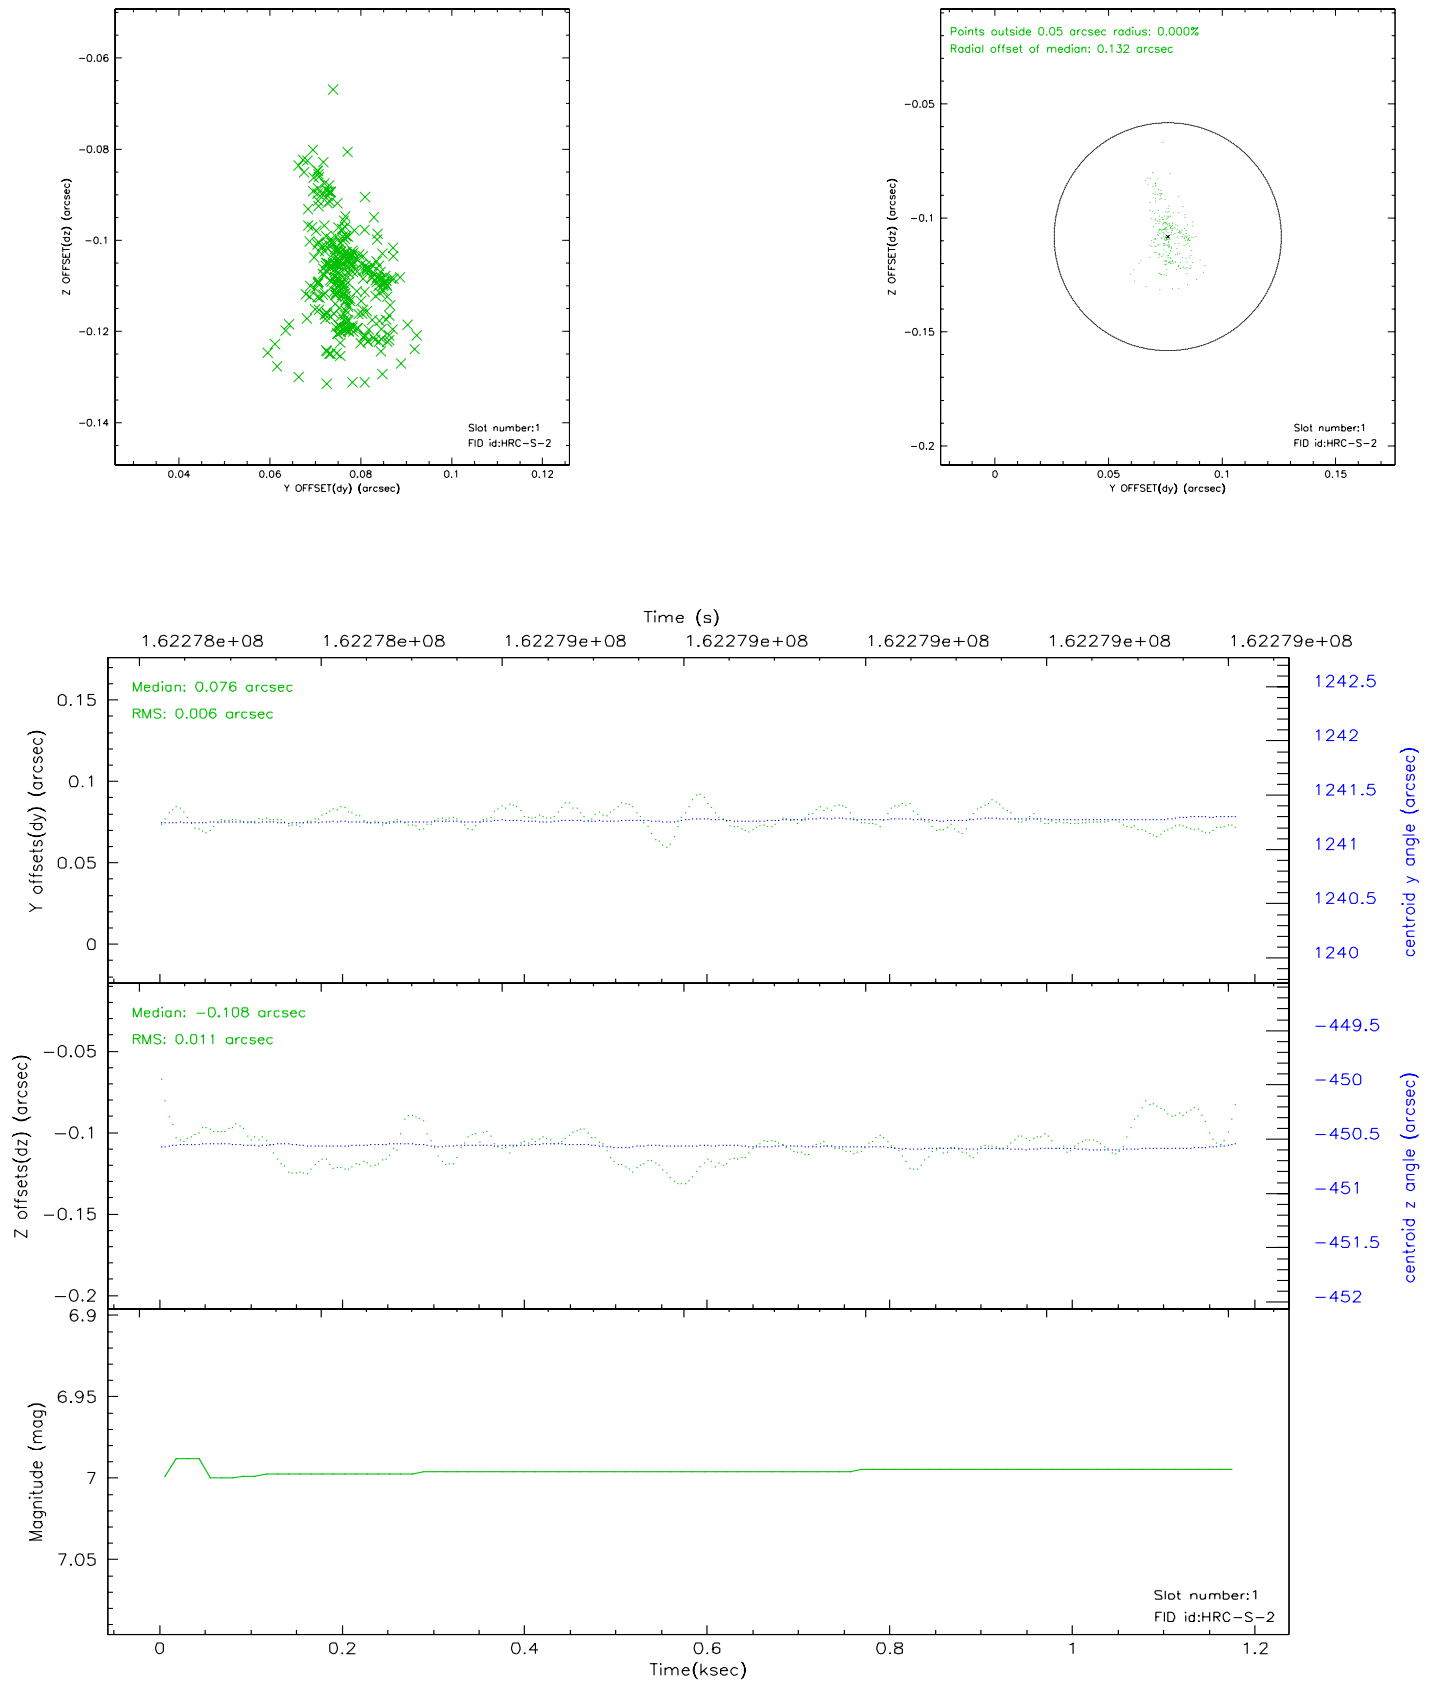 -0.06
-0.08
-0.1
-0.12
-0.14
Z OFFSET(dz) (arcsec)
Slot number:1
FID id:HRC-S-2
0.04 0.06 0.08 0.1 0.12
Y OFFSET(dy) (arcsec)
Points outside 0.05 arcsec radius: 0.000%
Radial offset of median: 0.132 arcsec
-0.05
-0.1
-0.15
-0.2
Z OFFSET(dz) (arcsec)
Slot number:1
FID id:HRC-S-2
0 0.05 0.1 0.15
Y OFFSET(dy) (arcsec)
Time (s)
1.62278e+08 1.62278e+08 1.62279e+08 1.62279e+08 1.62279e+08 1.62279e+08 1.62279e+08
Median: 0.076 arcsec
RMS: 0.006 arcsec
0.15
0.1
0.05
0
Y offsets(dy) (arcsec)
1242.5
1242
1241.5
1241
1240.5
1240
centroid y angle (arcsec)
Median: -0.108 arcsec
RMS: 0.011 arcsec
-0.05
-0.1
-0.15
-0.2
Z offsets(dz) (arcsec)
-449.5
-450
-450.5
-451
-451.5
-452
centroid z angle (arcsec)
6.9
6.95
7
7.05
Magnitude (mag)
Slot number:1
FID id:HRC-S-2
0 0.2 0.4 0.6 0.8 1 1.2
Time(ksec)